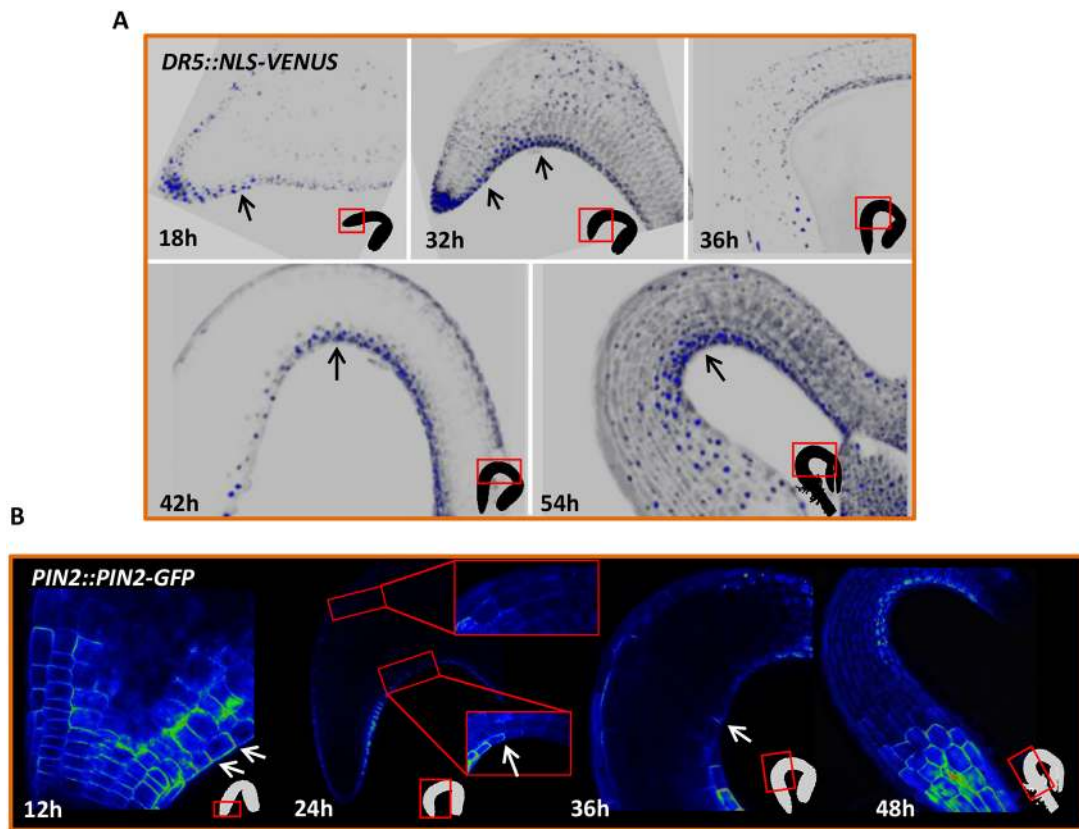 A
DR5::NLS-VENUS
18h
32h
36h
42h
54h
B
PIN2::PIN2-GFP
12h
24h
36h
48h